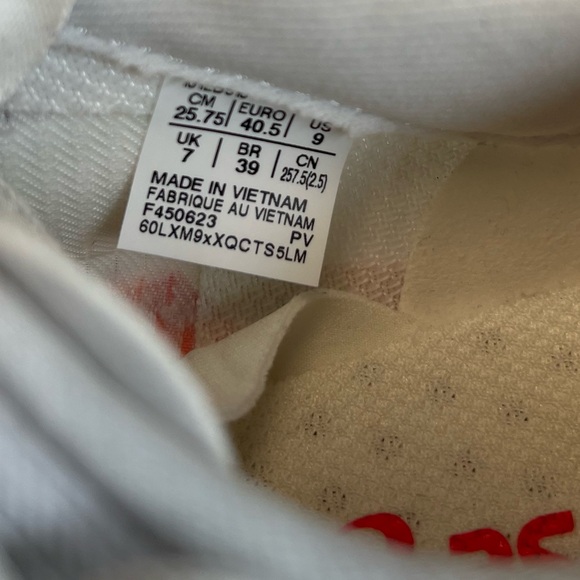 CM | EURO | US
25.75 | 40.5 | 9
UK | BR | CN
7 | 39 | 257.5(2.5)
MADE IN VIETNAM
FABRIQUE AU VIETNAM
F450623 PV
60LXM9xXQCTS5LM